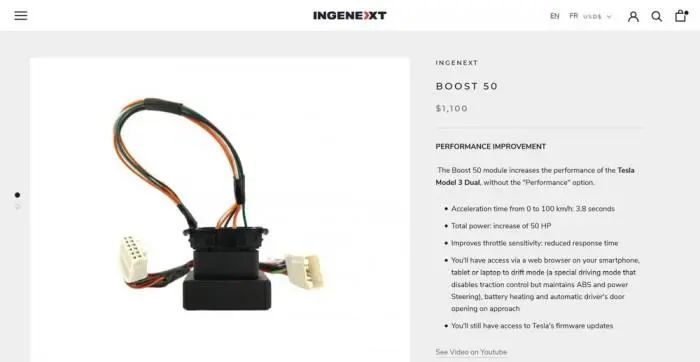 INGENEXT
EN FR USD$
INGENEXT
BOOST 50
$1,100
PERFORMANCE IMPROVEMENT
The Boost 50 module increases the performance of the Tesla
Model 3 Dual, without the "Performance" option.
• Acceleration time from 0 to 100 km/h: 3.8 seconds
• Total power: increase of 50 HP
• Improves throttle sensitivity: reduced response time
• You'll have access via a web browser on your smartphone,
tablet or laptop to drift mode (a special driving mode that
disables traction control but maintains ABS and power
Steering), battery heating and automatic driver's door
opening on approach
• You'll still have access to Tesla's firmware updates
See Video on Youtube